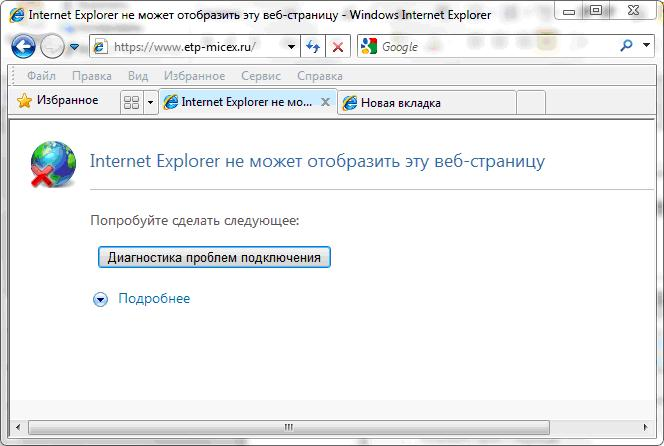 Internet Explorer не может отобразить эту веб-страницу - Windows Internet Explorer
https://www.etp-micex.ru/
Google
Файл Правка Вид Избранное Сервис Справка
Избранное
Internet Explorer не мо...
Новая вкладка
Internet Explorer не может отобразить эту веб-страницу
Попробуйте сделать следующее:
Диагностика проблем подключения
Подробнее